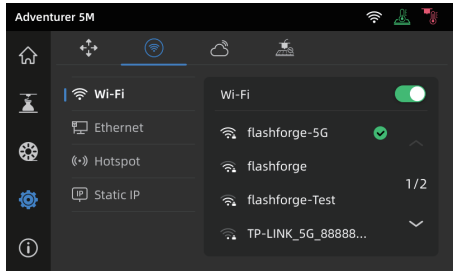 Adventurer 5M
Wi-Fi
Ethernet
Hotspot
IP Static IP
Wi-Fi
flashforge-5G
flashforge
1/2
flashforge-Test
TP-LINK_5G_88888...